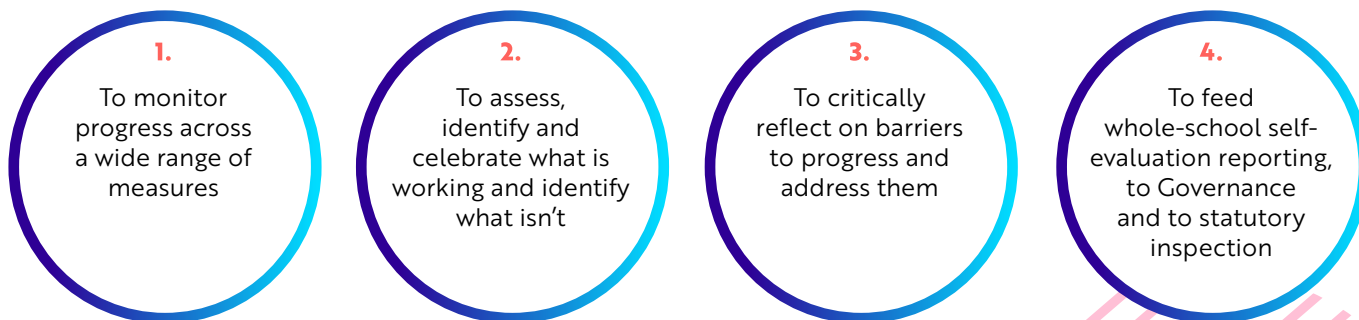 1.
To monitor
progress across
a wide range of
measures
2.
To assess,
identify and
celebrate what is
working and identify
what isn’t
3.
To critically
reflect on barriers
to progress and
address them
4.
To feed
whole-school self-
evaluation reporting,
to Governance
and to statutory
inspection